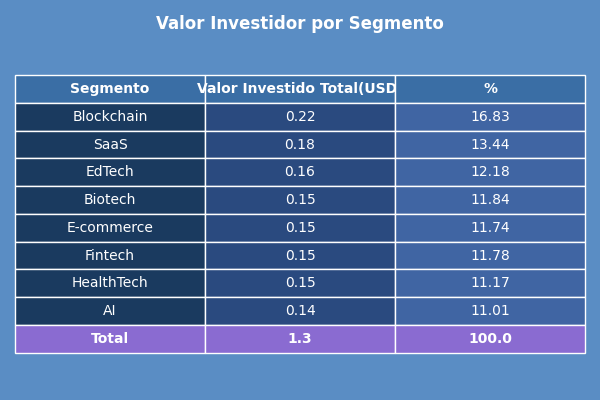 Valor Investidor por Segmento
Segmento Valor Investido Total(USD %
Blockchain 0.22 16.83
SaaS 0.18 13.44
EdTech 0.16 12.18
Biotech 0.15 11.84
E-commerce 0.15 11.74
Fintech 0.15 11.78
HealthTech 0.15 11.17
AI 0.14 11.01
Total 1.3 100.0